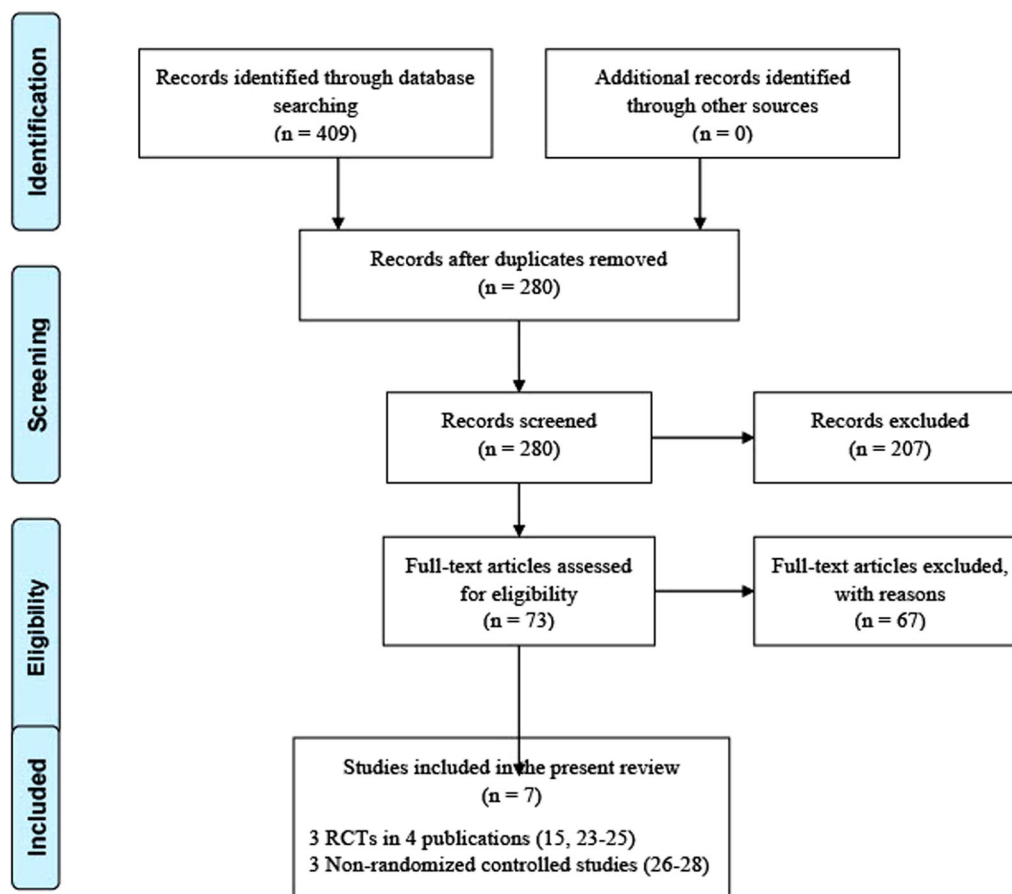 Identification
Records identified through database
searching
(n = 409)
Additional records identified
through other sources
(n = 0)
Records after duplicates removed
(n = 280)
Screening
Records screened
(n = 280)
Records excluded
(n = 207)
Eligibility
Full-text articles assessed
for eligibility
(n = 73)
Full-text articles excluded,
with reasons
(n = 67)
Included
Studies included in the present review
(n = 7)
3 RCTs in 4 publications (15, 23-25)
3 Non-randomized controlled studies (26-28)